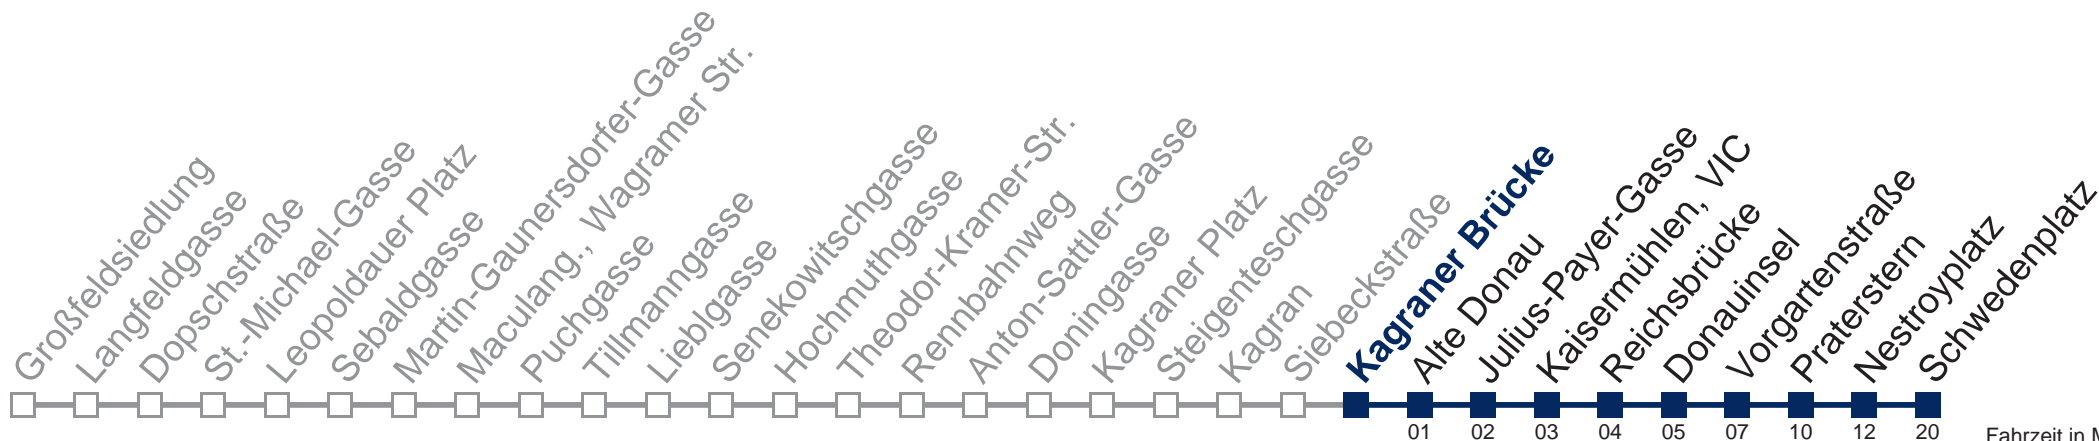 Großfeldsiedlung
Langfeldgasse
Dopschstraße
St.-Michael-Gasse
Leopoldauer Platz
Sebaldgasse
Martin-Gaunersdorfer-Gasse
Maculang., Wagramer Str.
Puchgasse
Tillmanngasse
Lieblgasse
Senekowitschgasse
Hochmuthgasse
Theodor-Kramer-Str.
Rennbahnweg
Anton-Sattler-Gasse
Doningasse
Kagraner Platz
Steigenteschgasse
Kagran
Siebeckstraße
Kagraner Brücke
Alte Donau
Julius-Payer-Gasse
Kaisermühlen, VIC
Reichsbrücke
Donauinsel
Vorgartenstraße
Praterstern
Nestroyplatz
Schwedenplatz
01 02 03 04 05 07 10 12 20
Fahrzeit in M